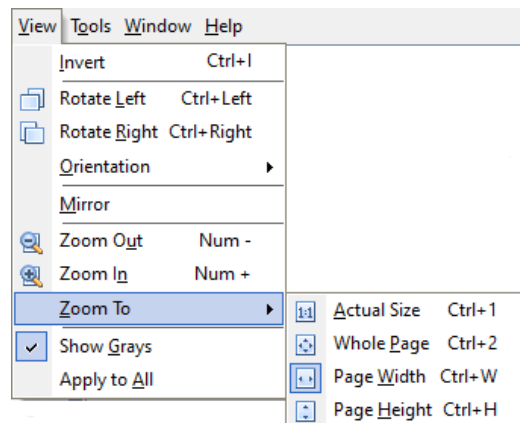 View Tools Window Help
Invert Ctrl+I
Rotate Left Ctrl+Left
Rotate Right Ctrl+Right
Orientation
Mirror
Zoom Out Num -
Zoom In Num +
Zoom To
1:1 Actual Size Ctrl+1
Show Grays
Whole Page Ctrl+2
Apply to All
Page Width Ctrl+W
Page Height Ctrl+H